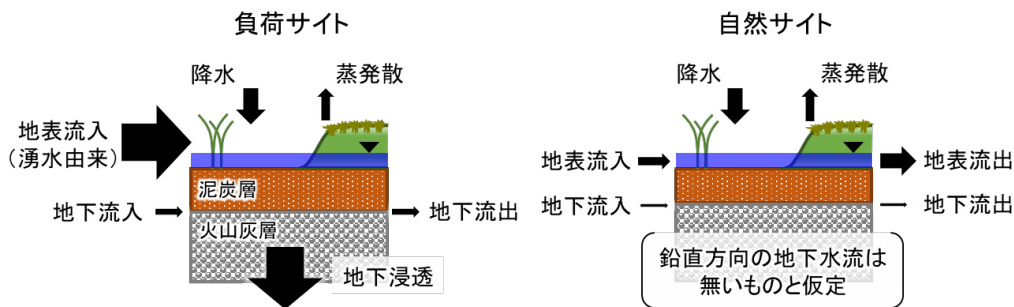 負荷サイト
降水
蒸発散
地表流入
（湧水由来）
泥炭層
地下流入
地下流出
火山灰層
地下浸透
自然サイト
降水
蒸発散
地表流入
地表流出
地下流入
地下流出
鉛直方向の地下水流は
無いものと仮定